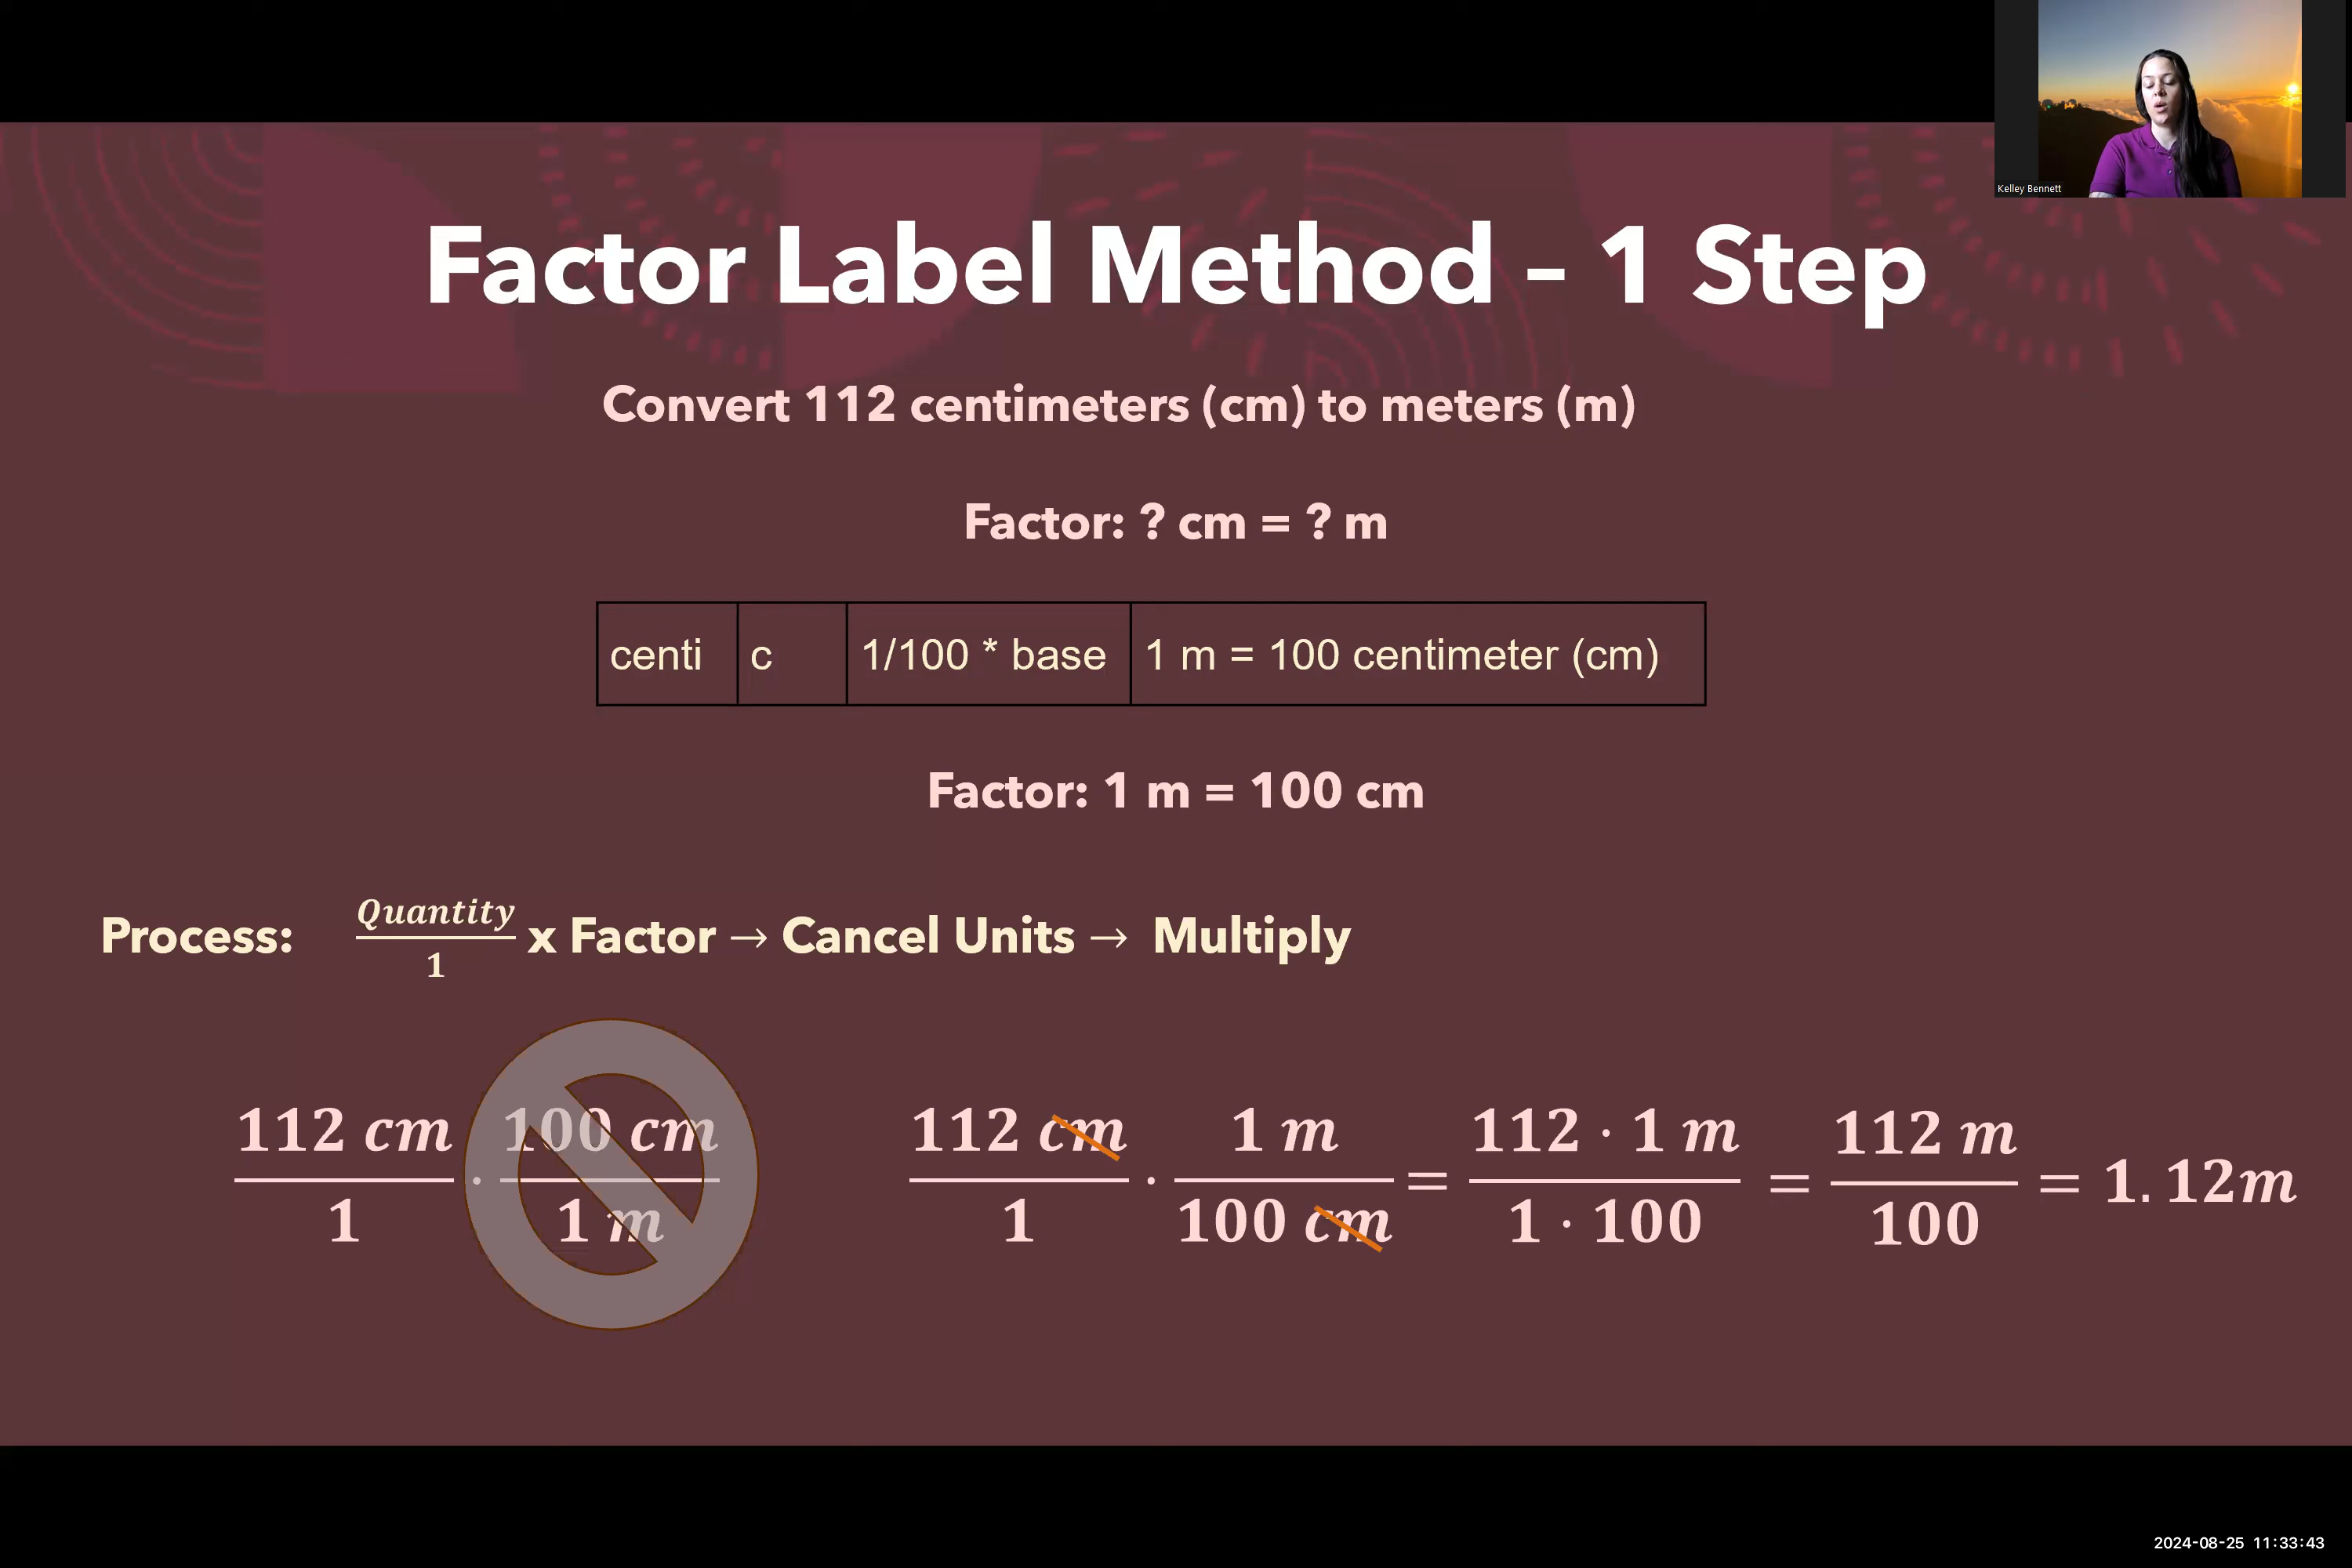 Kelley Bennett
Factor Label Method – 1 Step
Convert 112 centimeters (cm) to meters (m)
Factor: ? cm = ? m
centi c 1/100 * base 1 m = 100 centimeter (cm)
Factor: 1 m = 100 cm
Process: Quantity/1 x Factor → Cancel Units → Multiply
112 cm/1 · 100 cm/1 m
112 cm/1 · 1 m/100 cm = 112 · 1 m/1 · 100 = 112 m/100 = 1.12m
2024-08-25 11:33:43